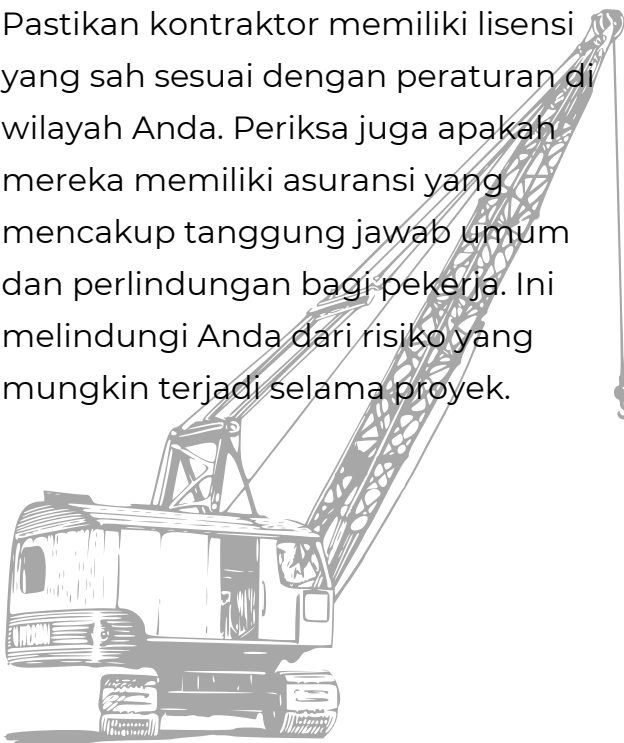 Pastikan kontraktor memiliki lisensi
yang sah sesuai dengan peraturan di
wilayah Anda. Periksa juga apakah
mereka memiliki asuransi yang
mencakup tanggung jawab umum
dan perlindungan bagi pekerja. Ini
melindungi Anda dari risiko yang
mungkin terjadi selama proyek.